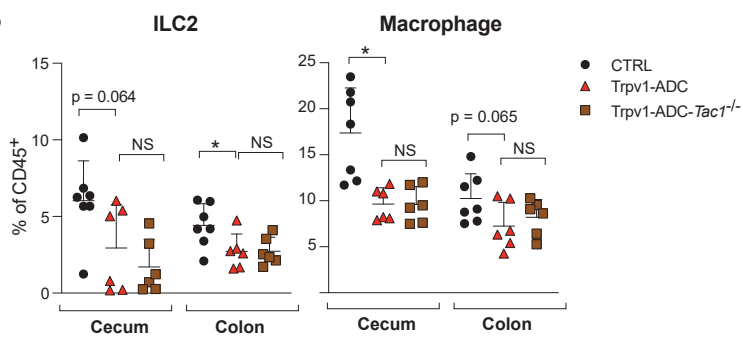 ILC2
Macrophage
% of CD45+
15
10
5
0
p = 0.064
NS
*
NS
Cecum
Colon
25
20
15
10
5
*
NS
p = 0.065
NS
Cecum
Colon
CTRL
Trpv1-ADC
Trpv1-ADC-Tac1-/-